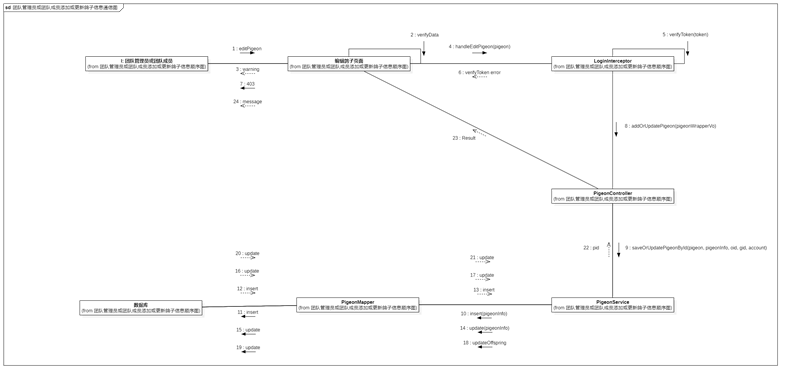 sd 团队管理员或团队成员添加或更新鸽子信息通信图
2 : verifyData
5 : verifyToken(token)
1 : editPigeon
4 : handleEditPigeon(pigeon)
t: 团队管理员或团队成员
(from 团队管理员或团队成员添加或更新鸽子信息顺序图)
编辑鸽子页面
(from 团队管理员或团队成员添加或更新鸽子信息顺序图)
LoginInterceptor
(from 团队管理员或团队成员添加或更新鸽子信息顺序图)
3 : warning
6 : verifyToken error
7 : 403
24 : message
8 : addOrUpdatePigeon(pigeonWrapperVo)
23 : Result
PigeonController
(from 团队管理员或团队成员添加或更新鸽子信息顺序图)
22 : pid
9 : saveOrUpdatePigeonById(pigeon, pigeonInfo, oid, gid, account)
20 : update
21 : update
16 : update
17 : update
12 : insert
13 : insert
数据库
(from 团队管理员或团队成员添加或更新鸽子信息顺序图)
PigeonMapper
(from 团队管理员或团队成员添加或更新鸽子信息顺序图)
PigeonService
(from 团队管理员或团队成员添加或更新鸽子信息顺序图)
11 : insert
10 : insert(pigeonInfo)
15 : update
14 : update(pigeonInfo)
19 : update
18 : updateOffspring